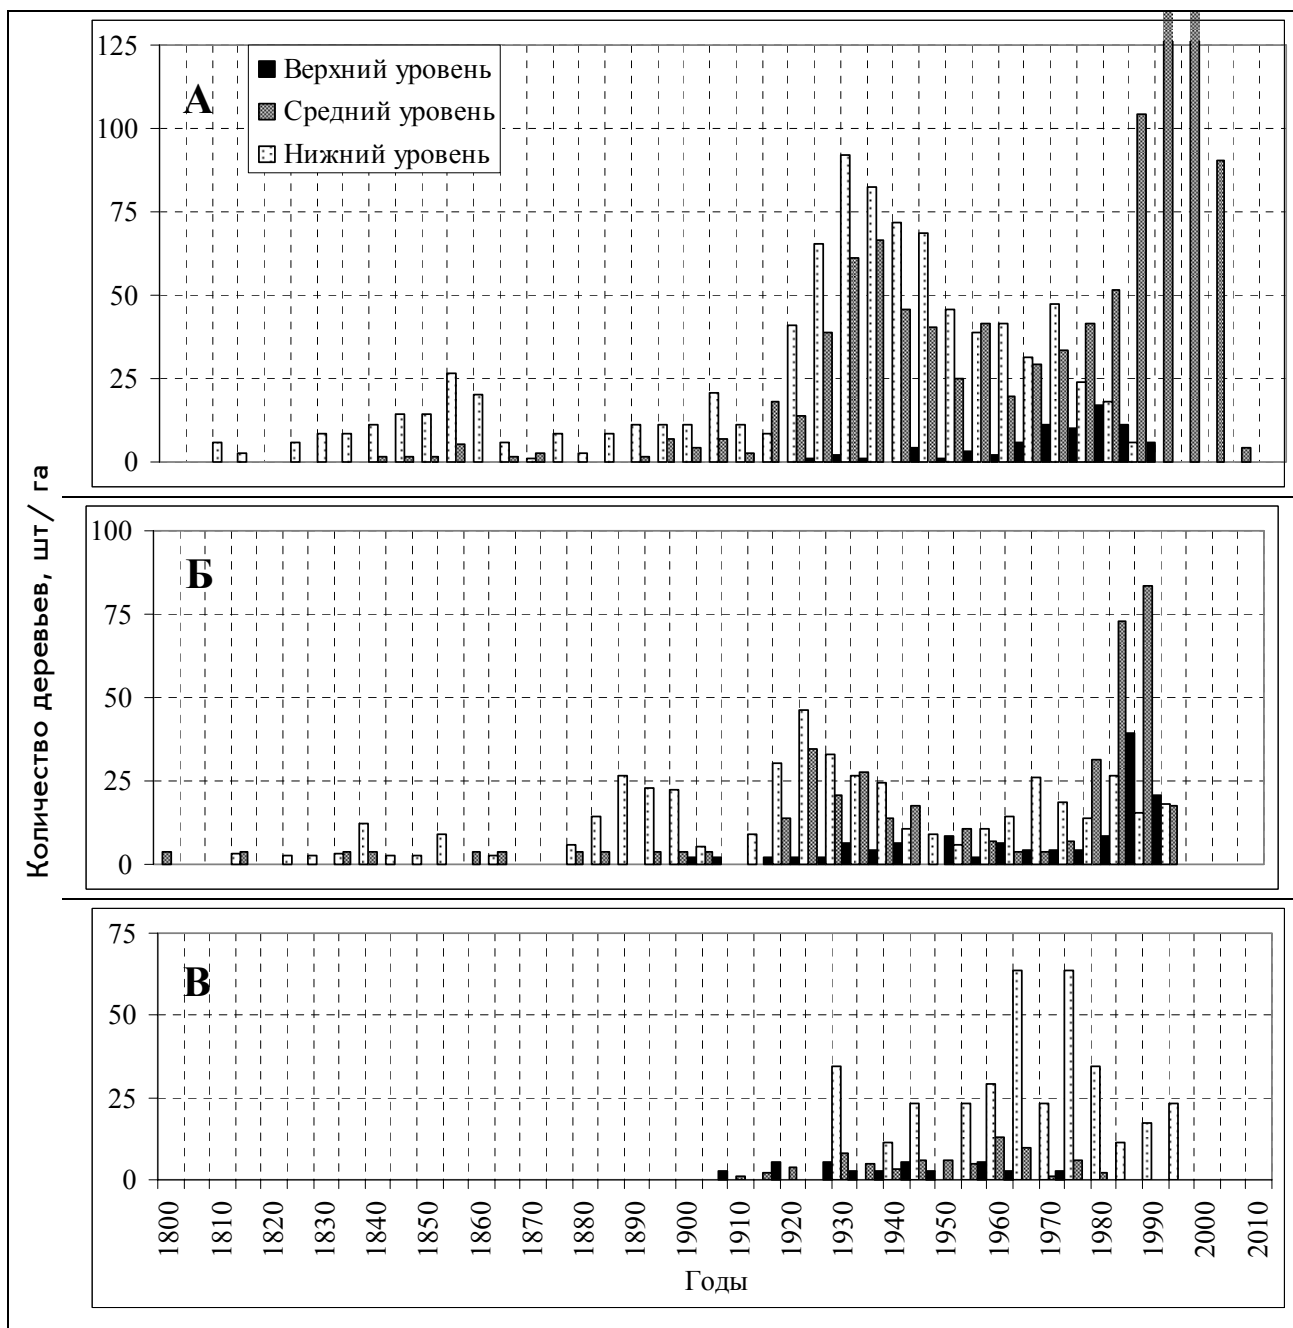 Количество деревьев, шт/ га
А
Верхний уровень
Средний уровень
Нижний уровень
125
100
75
50
25
0
Б
100
75
50
25
0
В
75
50
25
0
1800 1810 1820 1830 1840 1850 1860 1870 1880 1890 1900 1910 1920 1930 1940 1950 1960 1970 1980 1990 2000 2010
Годы